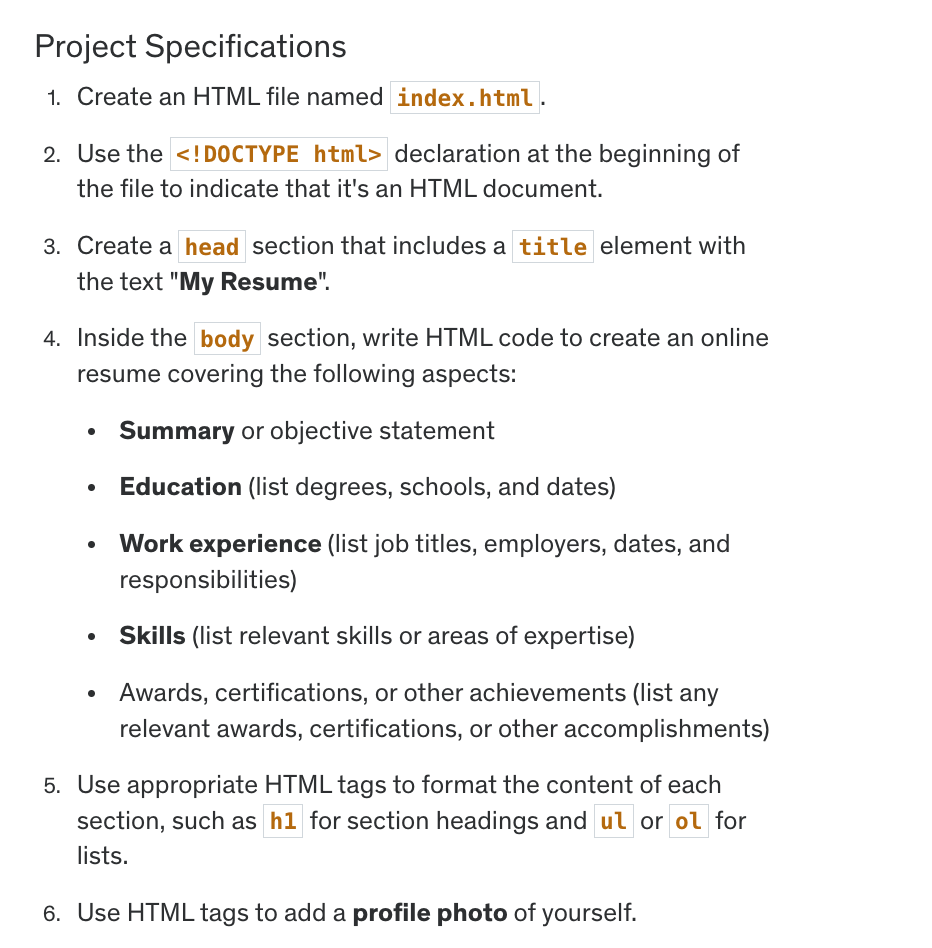 Project Specifications
1. Create an HTML file named index.html.
2. Use the <!DOCTYPE html> declaration at the beginning of
the file to indicate that it's an HTML document.
3. Create a head section that includes a title element with
the text "My Resume".
4. Inside the body section, write HTML code to create an online
resume covering the following aspects:
• Summary or objective statement
• Education (list degrees, schools, and dates)
• Work experience (list job titles, employers, dates, and
responsibilities)
• Skills (list relevant skills or areas of expertise)
• Awards, certifications, or other achievements (list any
relevant awards, certifications, or other accomplishments)
5. Use appropriate HTML tags to format the content of each
section, such as h1 for section headings and ul or ol for
lists.
6. Use HTML tags to add a profile photo of yourself.